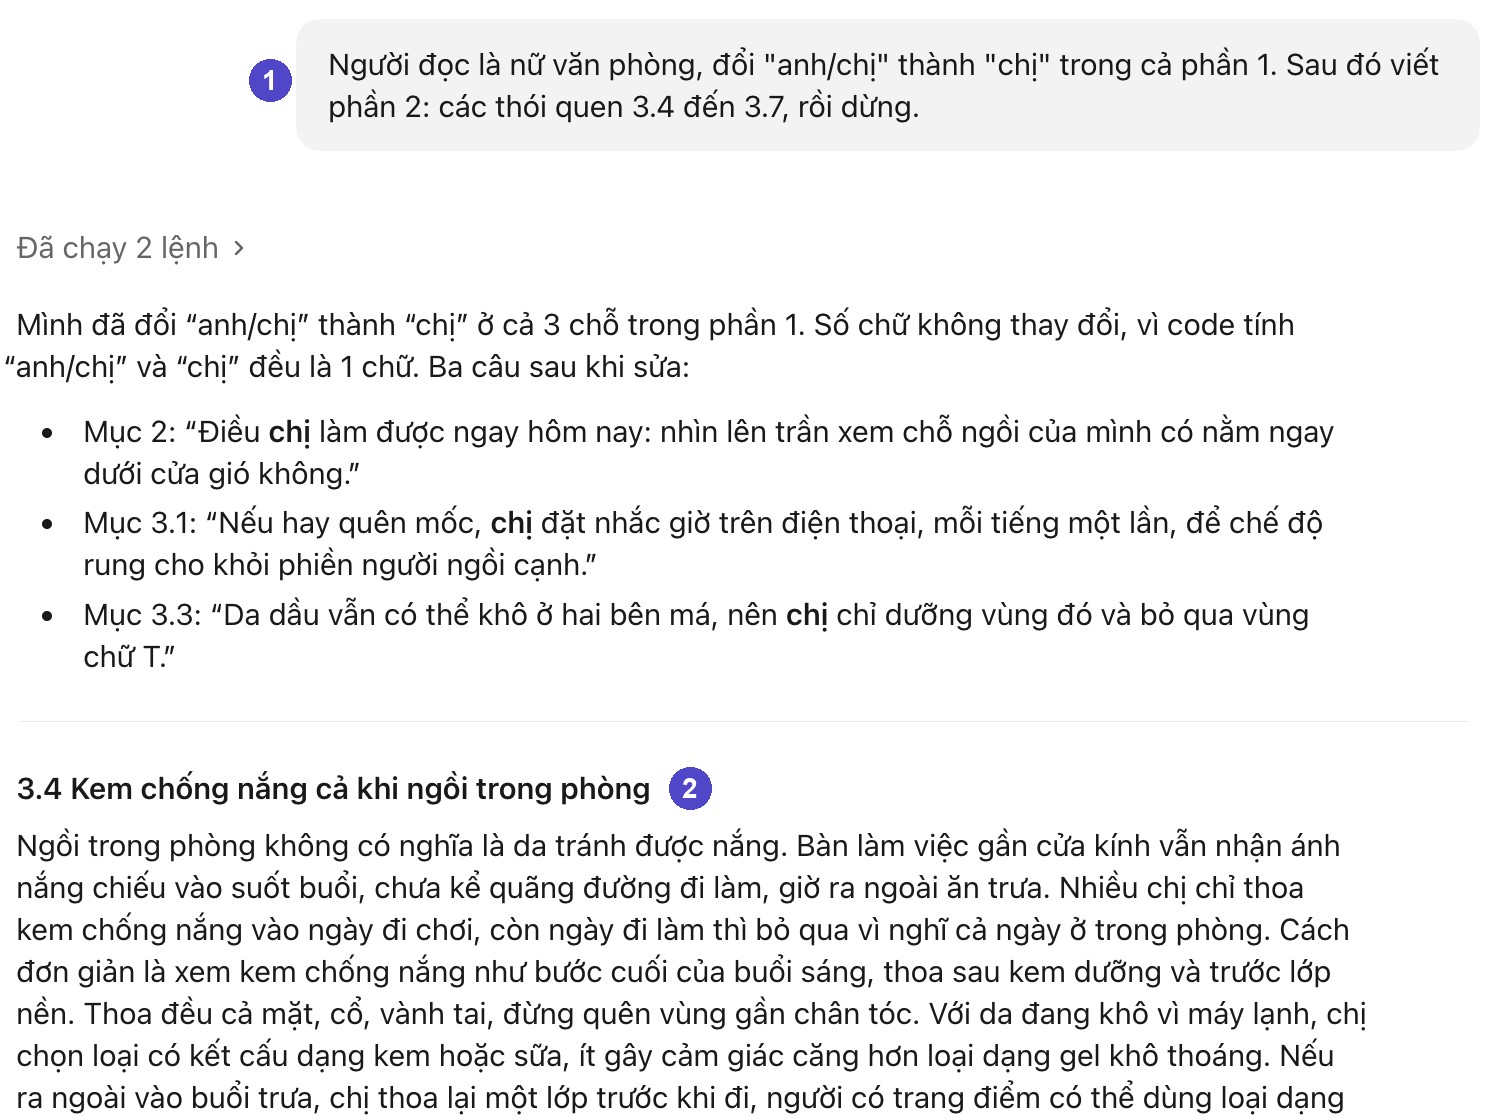 1
Người đọc là nữ văn phòng, đổi "anh/chị" thành "chị" trong cả phần 1. Sau đó viết
phần 2: các thói quen 3.4 đến 3.7, rồi dừng.
Đã chạy 2 lệnh >
Mình đã đổi “anh/chị” thành “chị” ở cả 3 chỗ trong phần 1. Số chữ không thay đổi, vì code tính
“anh/chị” và “chị” đều là 1 chữ. Ba câu sau khi sửa:
• Mục 2: “Điều chị làm được ngay hôm nay: nhìn lên trần xem chỗ ngồi của mình có nằm ngay
dưới cửa gió không.”
• Mục 3.1: “Nếu hay quên mốc, chị đặt nhắc giờ trên điện thoại, mỗi tiếng một lần, để chế độ
rung cho khỏi phiền người ngồi cạnh.”
• Mục 3.3: “Da dầu vẫn có thể khô ở hai bên má, nên chị chỉ dưỡng vùng đó và bỏ qua vùng
chữ T.”
3.4 Kem chống nắng cả khi ngồi trong phòng 2
Ngồi trong phòng không có nghĩa là da tránh được nắng. Bàn làm việc gần cửa kính vẫn nhận ánh
nắng chiếu vào suốt buổi, chưa kể quãng đường đi làm, giờ ra ngoài ăn trưa. Nhiều chị chỉ thoa
kem chống nắng vào ngày đi chơi, còn ngày đi làm thì bỏ qua vì nghĩ cả ngày ở trong phòng. Cách
đơn giản là xem kem chống nắng như bước cuối của buổi sáng, thoa sau kem dưỡng và trước lớp
nền. Thoa đều cả mặt, cổ, vành tai, đừng quên vùng gần chân tóc. Với da đang khô vì máy lạnh, chị
chọn loại có kết cấu dạng kem hoặc sữa, ít gây cảm giác căng hơn loại dạng gel khô thoáng. Nếu
ra ngoài vào buổi trưa, chị thoa lại một lớp trước khi đi, người có trang điểm có thể dùng loại dạng